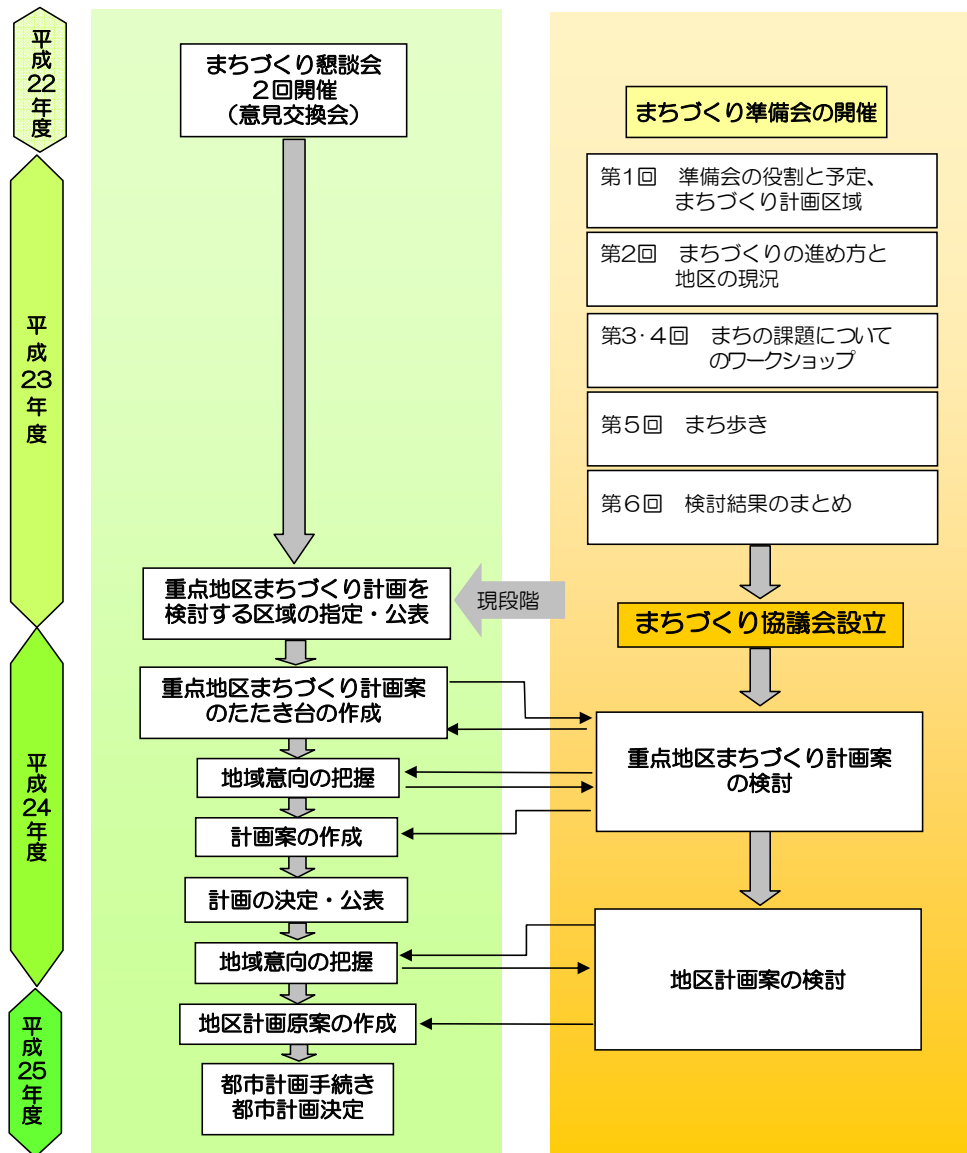 平成22年度
平成23年度
平成24年度
平成25年度
まちづくり懇談会
２回開催
（意見交換会）
重点地区まちづくり計画を
検討する区域の指定・公表
現段階
重点地区まちづくり計画案
のたたき台の作成
地域意向の把握
計画案の作成
計画の決定・公表
地域意向の把握
地区計画原案の作成
都市計画手続き
都市計画決定
まちづくり準備会の開催
第１回　準備会の役割と予定、
まちづくり計画区域
第２回　まちづくりの進め方と
地区の現況
第３・４回　まちの課題について
のワークショップ
第５回　まち歩き
第６回　検討結果のまとめ
まちづくり協議会設立
重点地区まちづくり計画案
の検討
地区計画案の検討